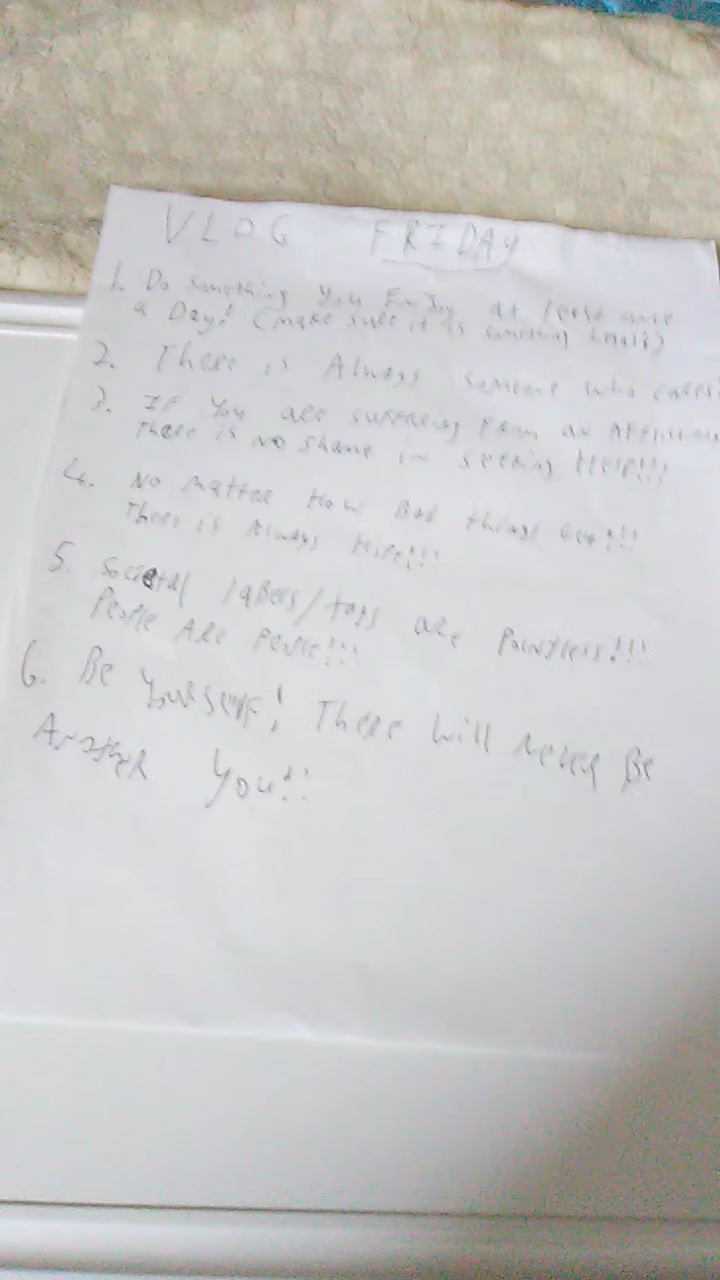 VLOG FRIDAY
1. Do something You Enjoy at least once
a Day! (make sure it is something small)
2. There is Always someone who cares!
3. If You are suffering From an Affliction
There is no shame in getting Help!!!
4. No matter How Bad things Get!!!
There is Always Hope!!!
5. Societal labels/tags are Pointless!!!
People Are People!!!
6. Be Yourself! There will never Be
Another You!!